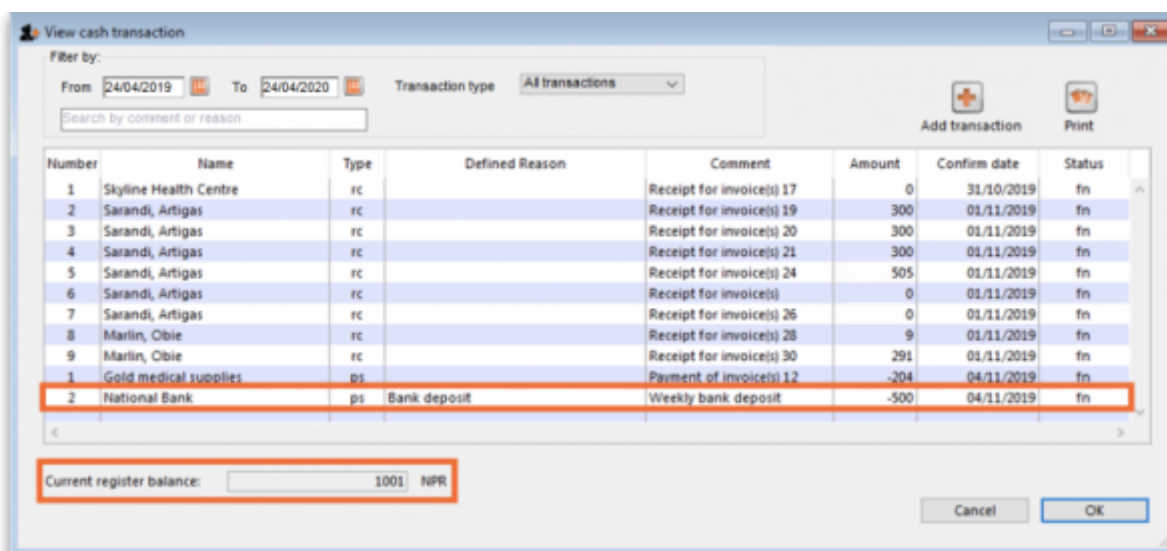 View cash transaction
Filter by:
From 24/04/2019 To 24/04/2020 Transaction type All transactions
Search by comment or reason
Add transaction Print
Number Name Type Defined Reason Comment Amount Confirm date Status
1 Skyline Health Centre rc Receipt for invoice(s) 17 0 31/10/2019 fn
2 Sarandi, Artigas rc Receipt for invoice(s) 19 300 01/11/2019 fn
3 Sarandi, Artigas rc Receipt for invoice(s) 20 300 01/11/2019 fn
4 Sarandi, Artigas rc Receipt for invoice(s) 21 300 01/11/2019 fn
5 Sarandi, Artigas rc Receipt for invoice(s) 24 505 01/11/2019 fn
6 Sarandi, Artigas rc Receipt for invoice(s) 0 01/11/2019 fn
7 Sarandi, Artigas rc Receipt for invoice(s) 26 0 01/11/2019 fn
8 Marlin, Obie rc Receipt for invoice(s) 28 9 01/11/2019 fn
9 Marlin, Obie rc Receipt for invoice(s) 30 291 01/11/2019 fn
1 Gold medical supplies ps Payment of invoice(s) 12 -204 04/11/2019 fn
2 National Bank ps Bank deposit Weekly bank deposit -500 04/11/2019 fn
Current register balance: 1001 NPR
Cancel OK